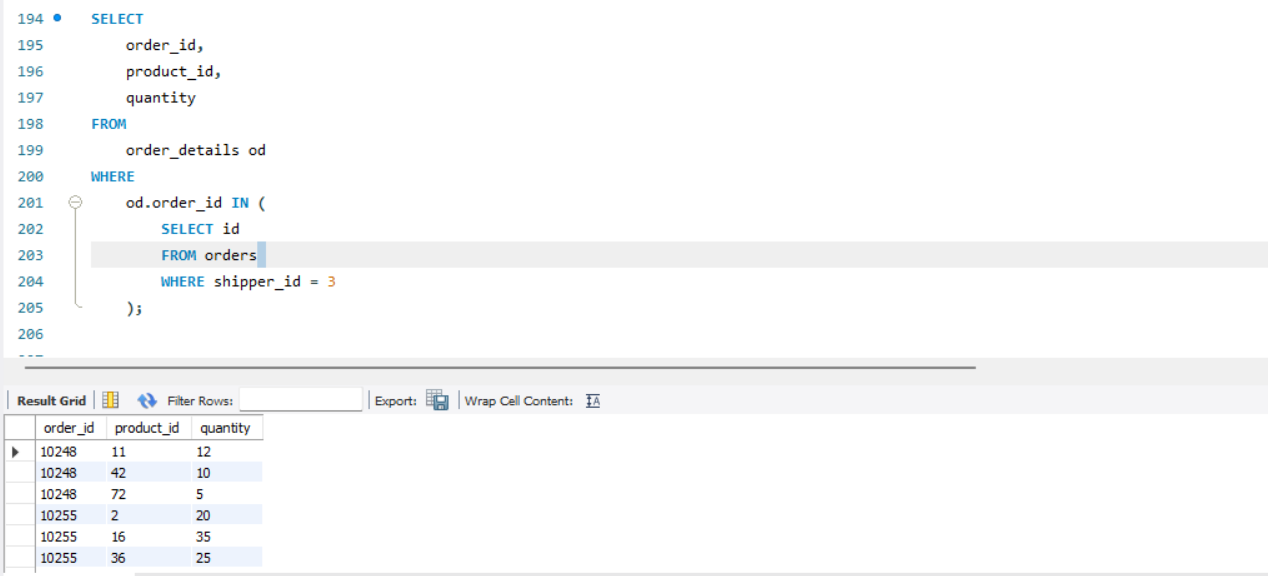 194 SELECT
195 order_id,
196 product_id,
197 quantity
198 FROM
199 order_details od
200 WHERE
201 od.order_id IN (
202 SELECT id
203 FROM orders
204 WHERE shipper_id = 3
205 );
206
Result Grid Filter Rows: Export: Wrap Cell Content: IA
order_id product_id quantity
10248 11 12
10248 42 10
10248 72 5
10255 2 20
10255 16 35
10255 36 25